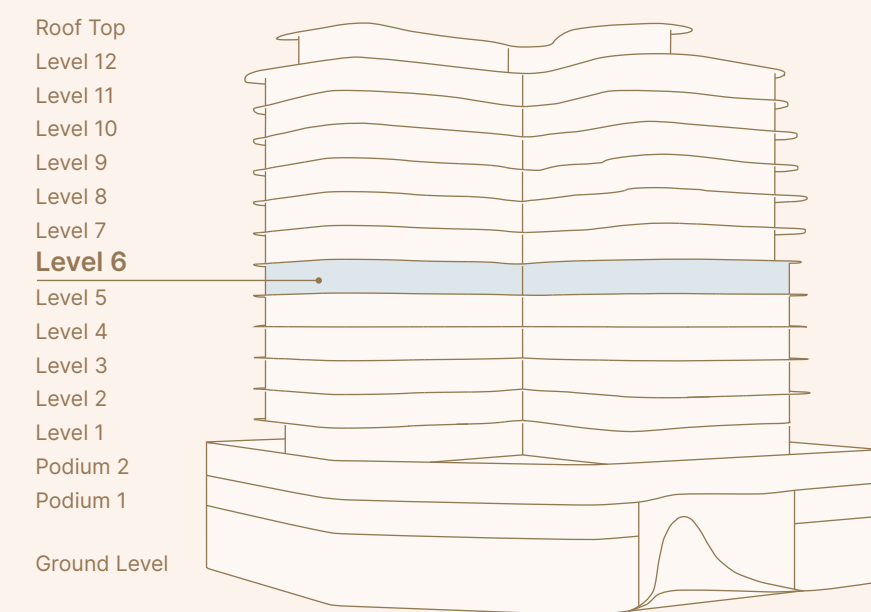 Roof Top
Level 12
Level 11
Level 10
Level 9
Level 8
Level 7
Level 6
Level 5
Level 4
Level 3
Level 2
Level 1
Podium 2
Podium 1
Ground Level